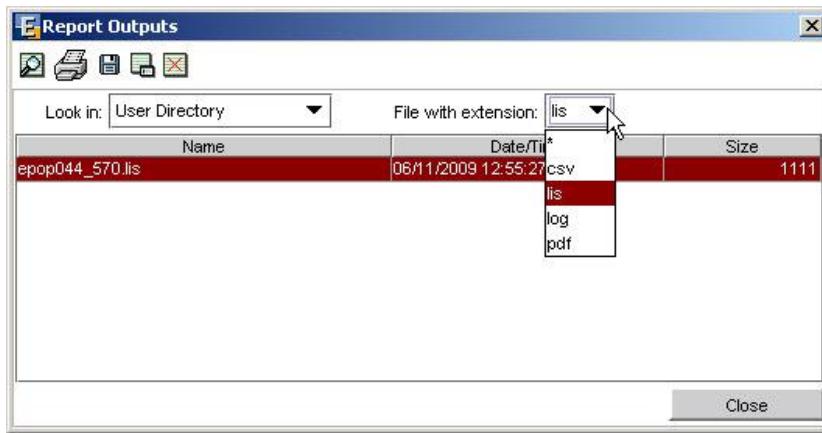 Report Outputs
Look in: User Directory File with extension: lis
Name Date/Ti Size
epop044_570.lis 06/11/2009 12:55:27 1111
*
csv
lis
log
pdf
Close